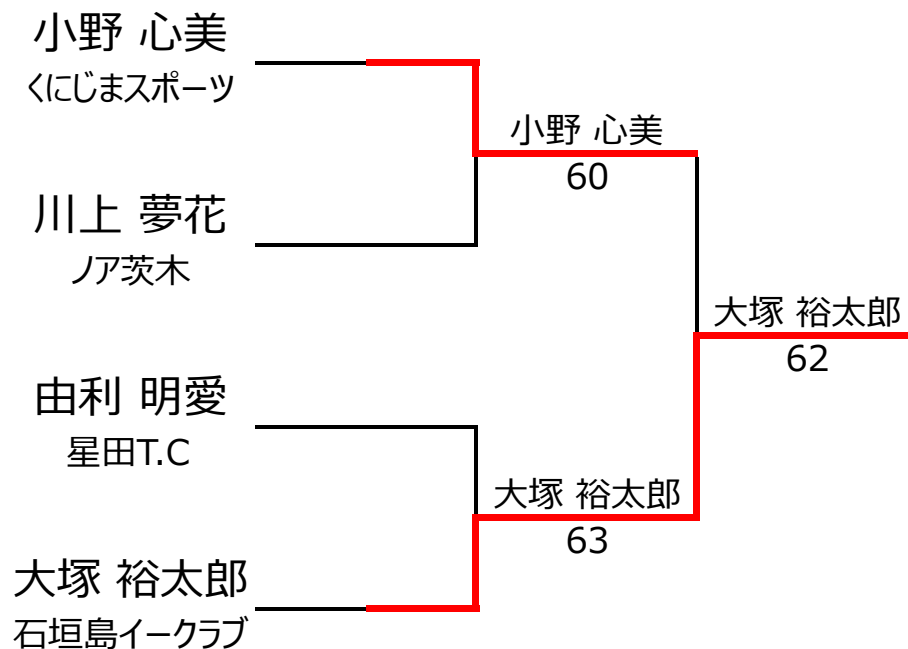 小野 心美
くにじまスポーツ
川上 夢花
ノア茨木
由利 明愛
星田T.C
大塚 裕太郎
石垣島イークラブ
小野 心美
60
大塚 裕太郎
63
大塚 裕太郎
62